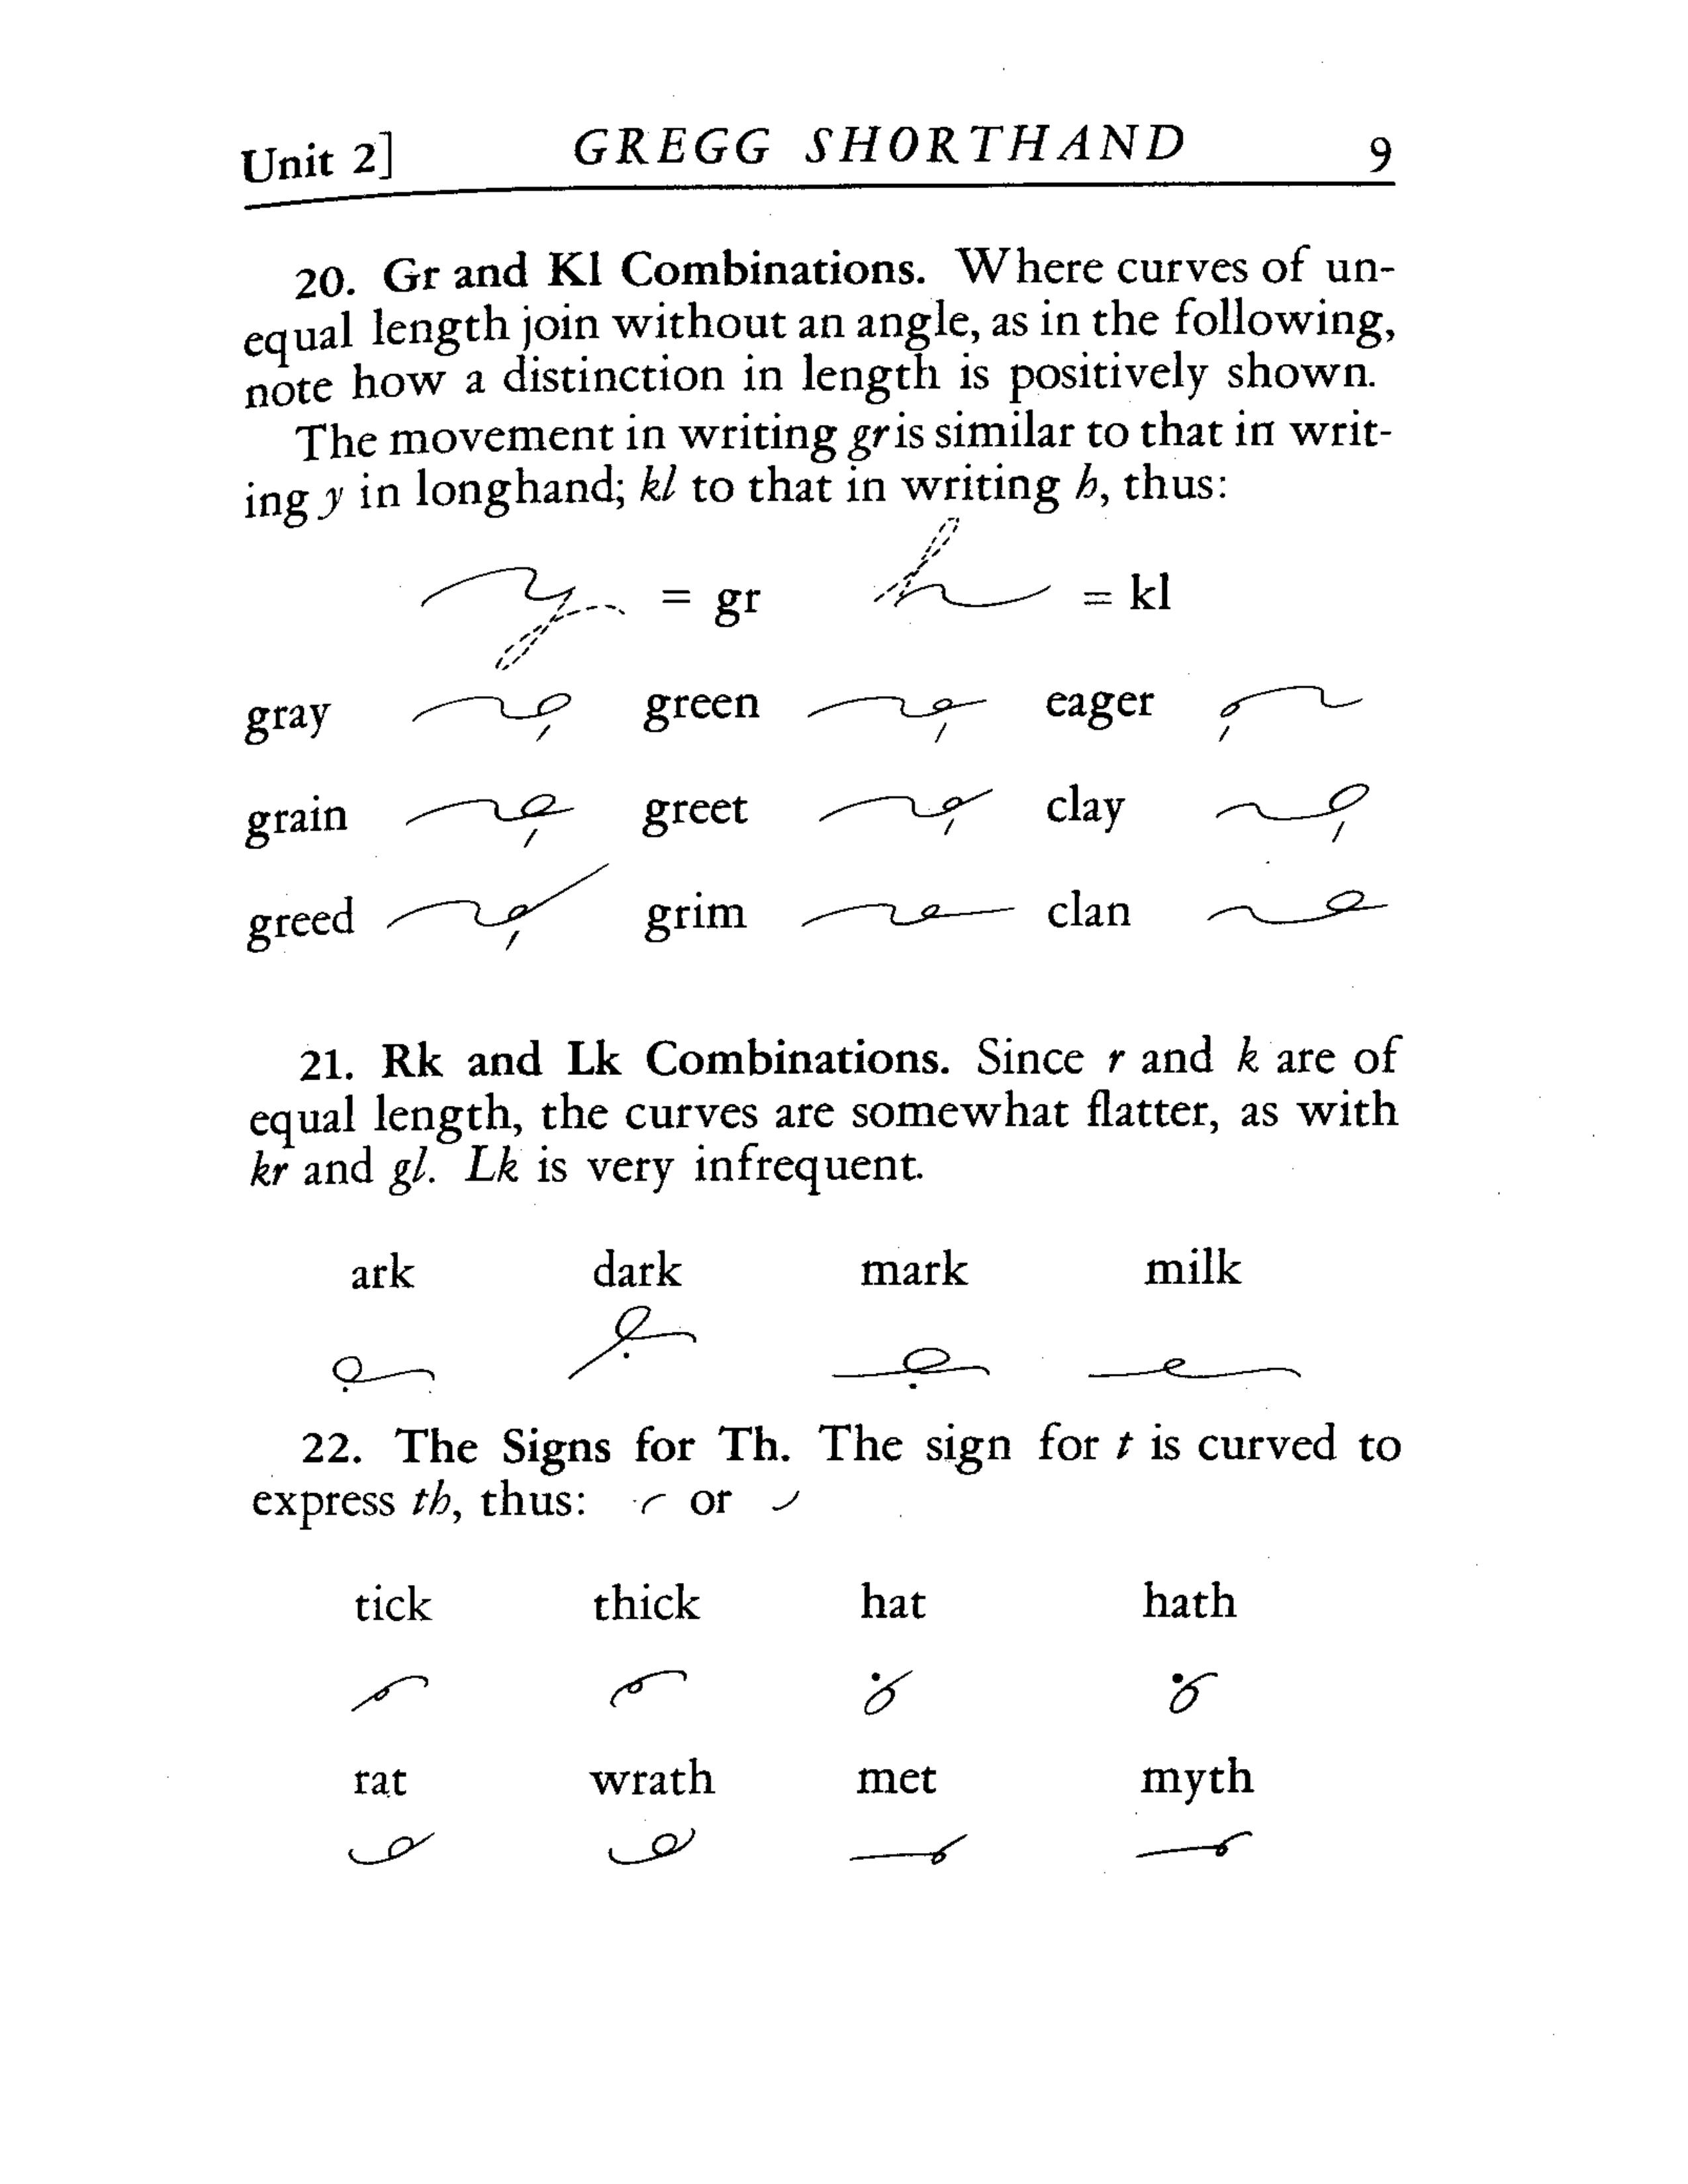 Unit 2] GREGG SHORTHAND 9
20. Gr and Kl Combinations. Where curves of un-
equal length join without an angle, as in the following,
note how a distinction in length is positively shown.
The movement in writing gr is similar to that in writ-
ing y in longhand; kl to that in writing h, thus:
= gr = kl
gray green eager
grain greet clay
greed grim clan
21. Rk and Lk Combinations. Since r and k are of
equal length, the curves are somewhat flatter, as with
kr and gl. Lk is very infrequent.
ark dark mark milk
22. The Signs for Th. The sign for t is curved to
express th, thus: or
tick thick hat hath
rat wrath met myth